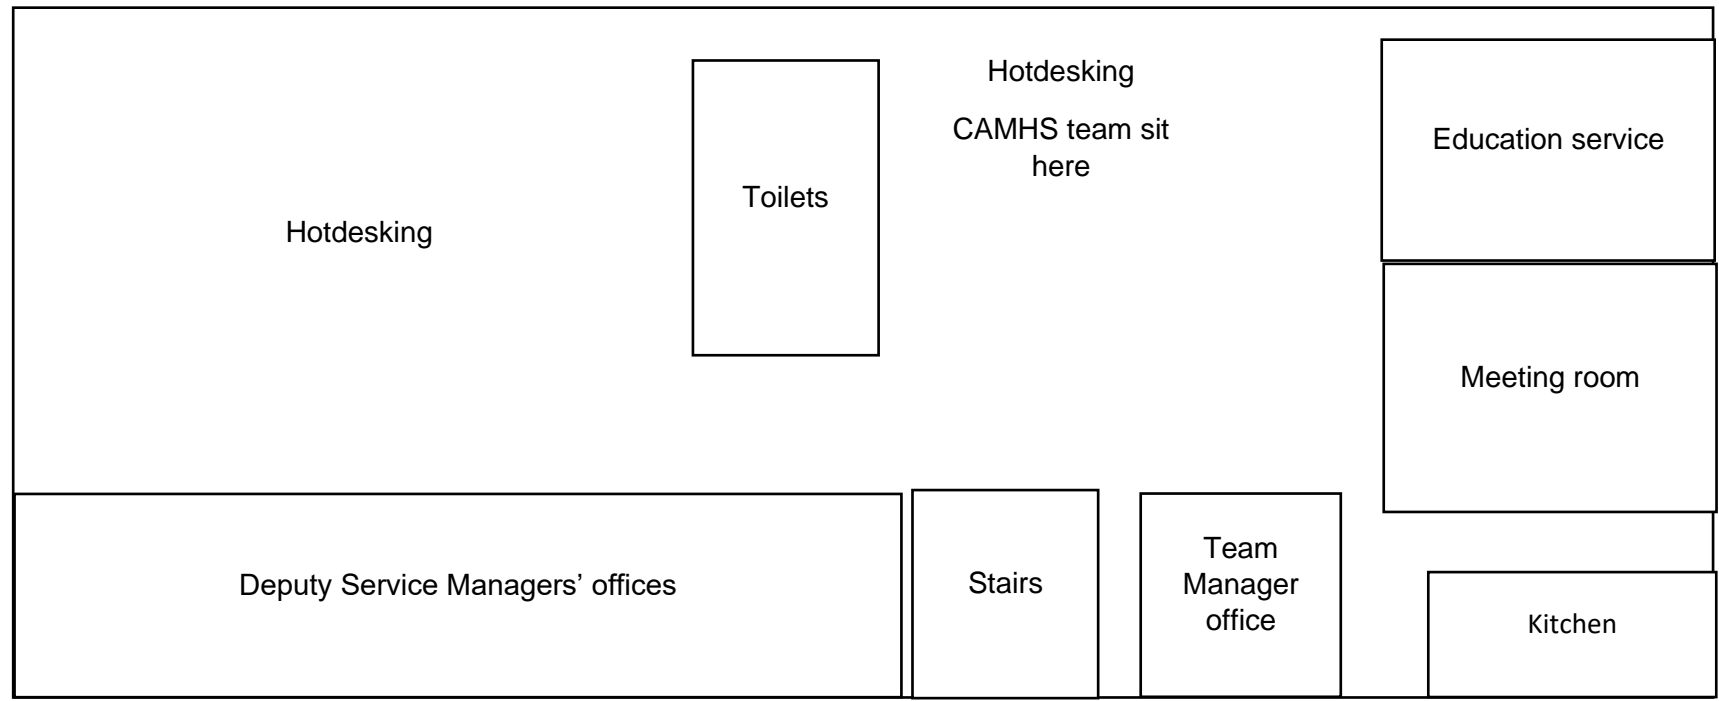 Hotdesking
CAMHS team sit
here
Education service
Toilets
Hotdesking
Meeting room
Deputy Service Managers’ offices
Stairs
Team
Manager
office
Kitchen